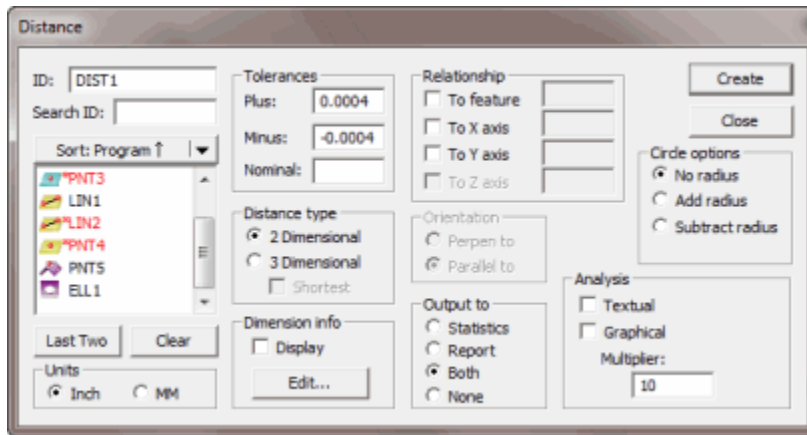 Distance
ID: DIST1
Search ID:
Sort: Program ↑
*PNT3
LIN1
*LIN2
*PNT4
PNT5
ELL1
Last Two
Clear
Units
Inch
MM
Tolerances
Plus: 0.0004
Minus: -0.0004
Nominal:
Distance type
2 Dimensional
3 Dimensional
Shortest
Dimension info
Display
Edit...
Relationship
To feature
To X axis
To Y axis
To Z axis
Orientation
Perpen to
Parallel to
Output to
Statistics
Report
Both
None
Create
Close
Circle options
No radius
Add radius
Subtract radius
Analysis
Textual
Graphical
Multiplier:
10